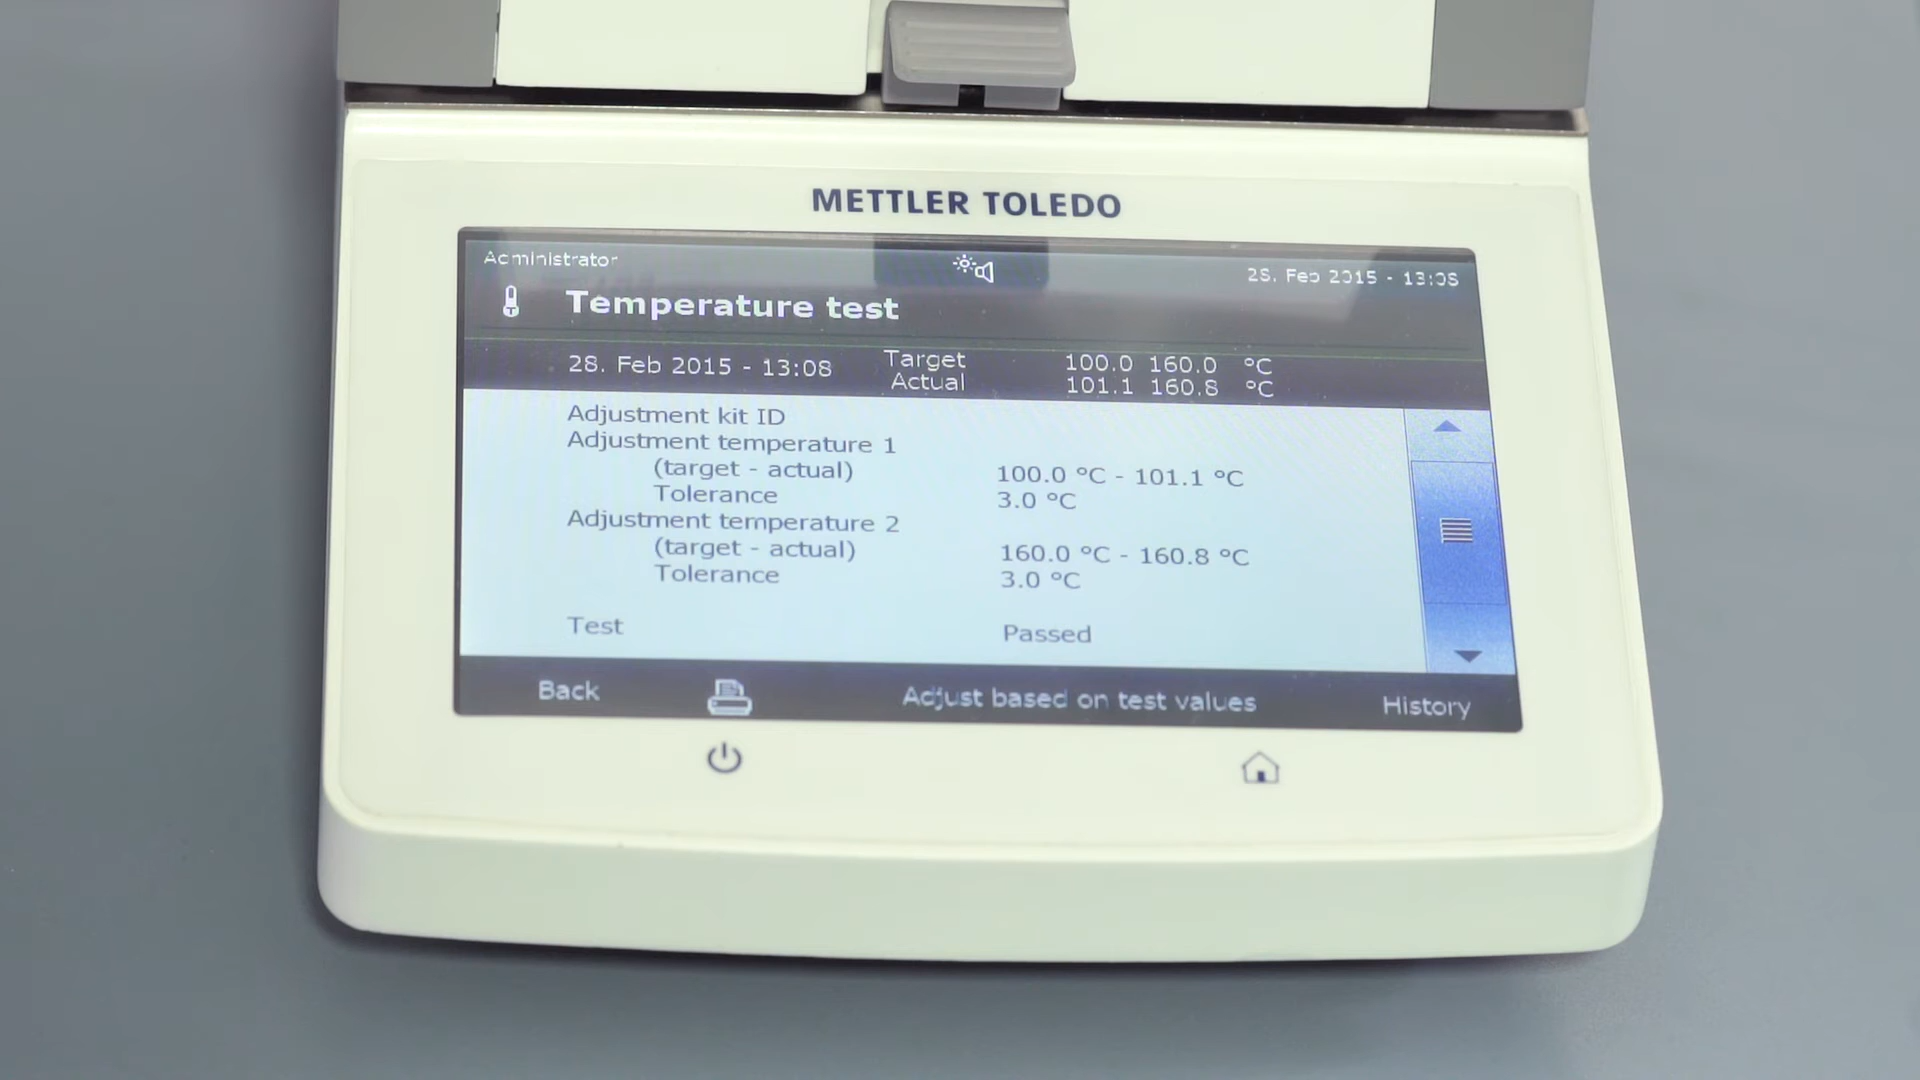 METTLER TOLEDO
Administrator
28. Feb 2015 - 13:08
Temperature test
28. Feb 2015 - 13:08 Target 100.0 160.0 °C
Actual 101.1 160.8 °C
Adjustment kit ID
Adjustment temperature 1
(target - actual) 100.0 °C - 101.1 °C
Tolerance 3.0 °C
Adjustment temperature 2
(target - actual) 160.0 °C - 160.8 °C
Tolerance 3.0 °C
Test Passed
Back Adjust based on test values History